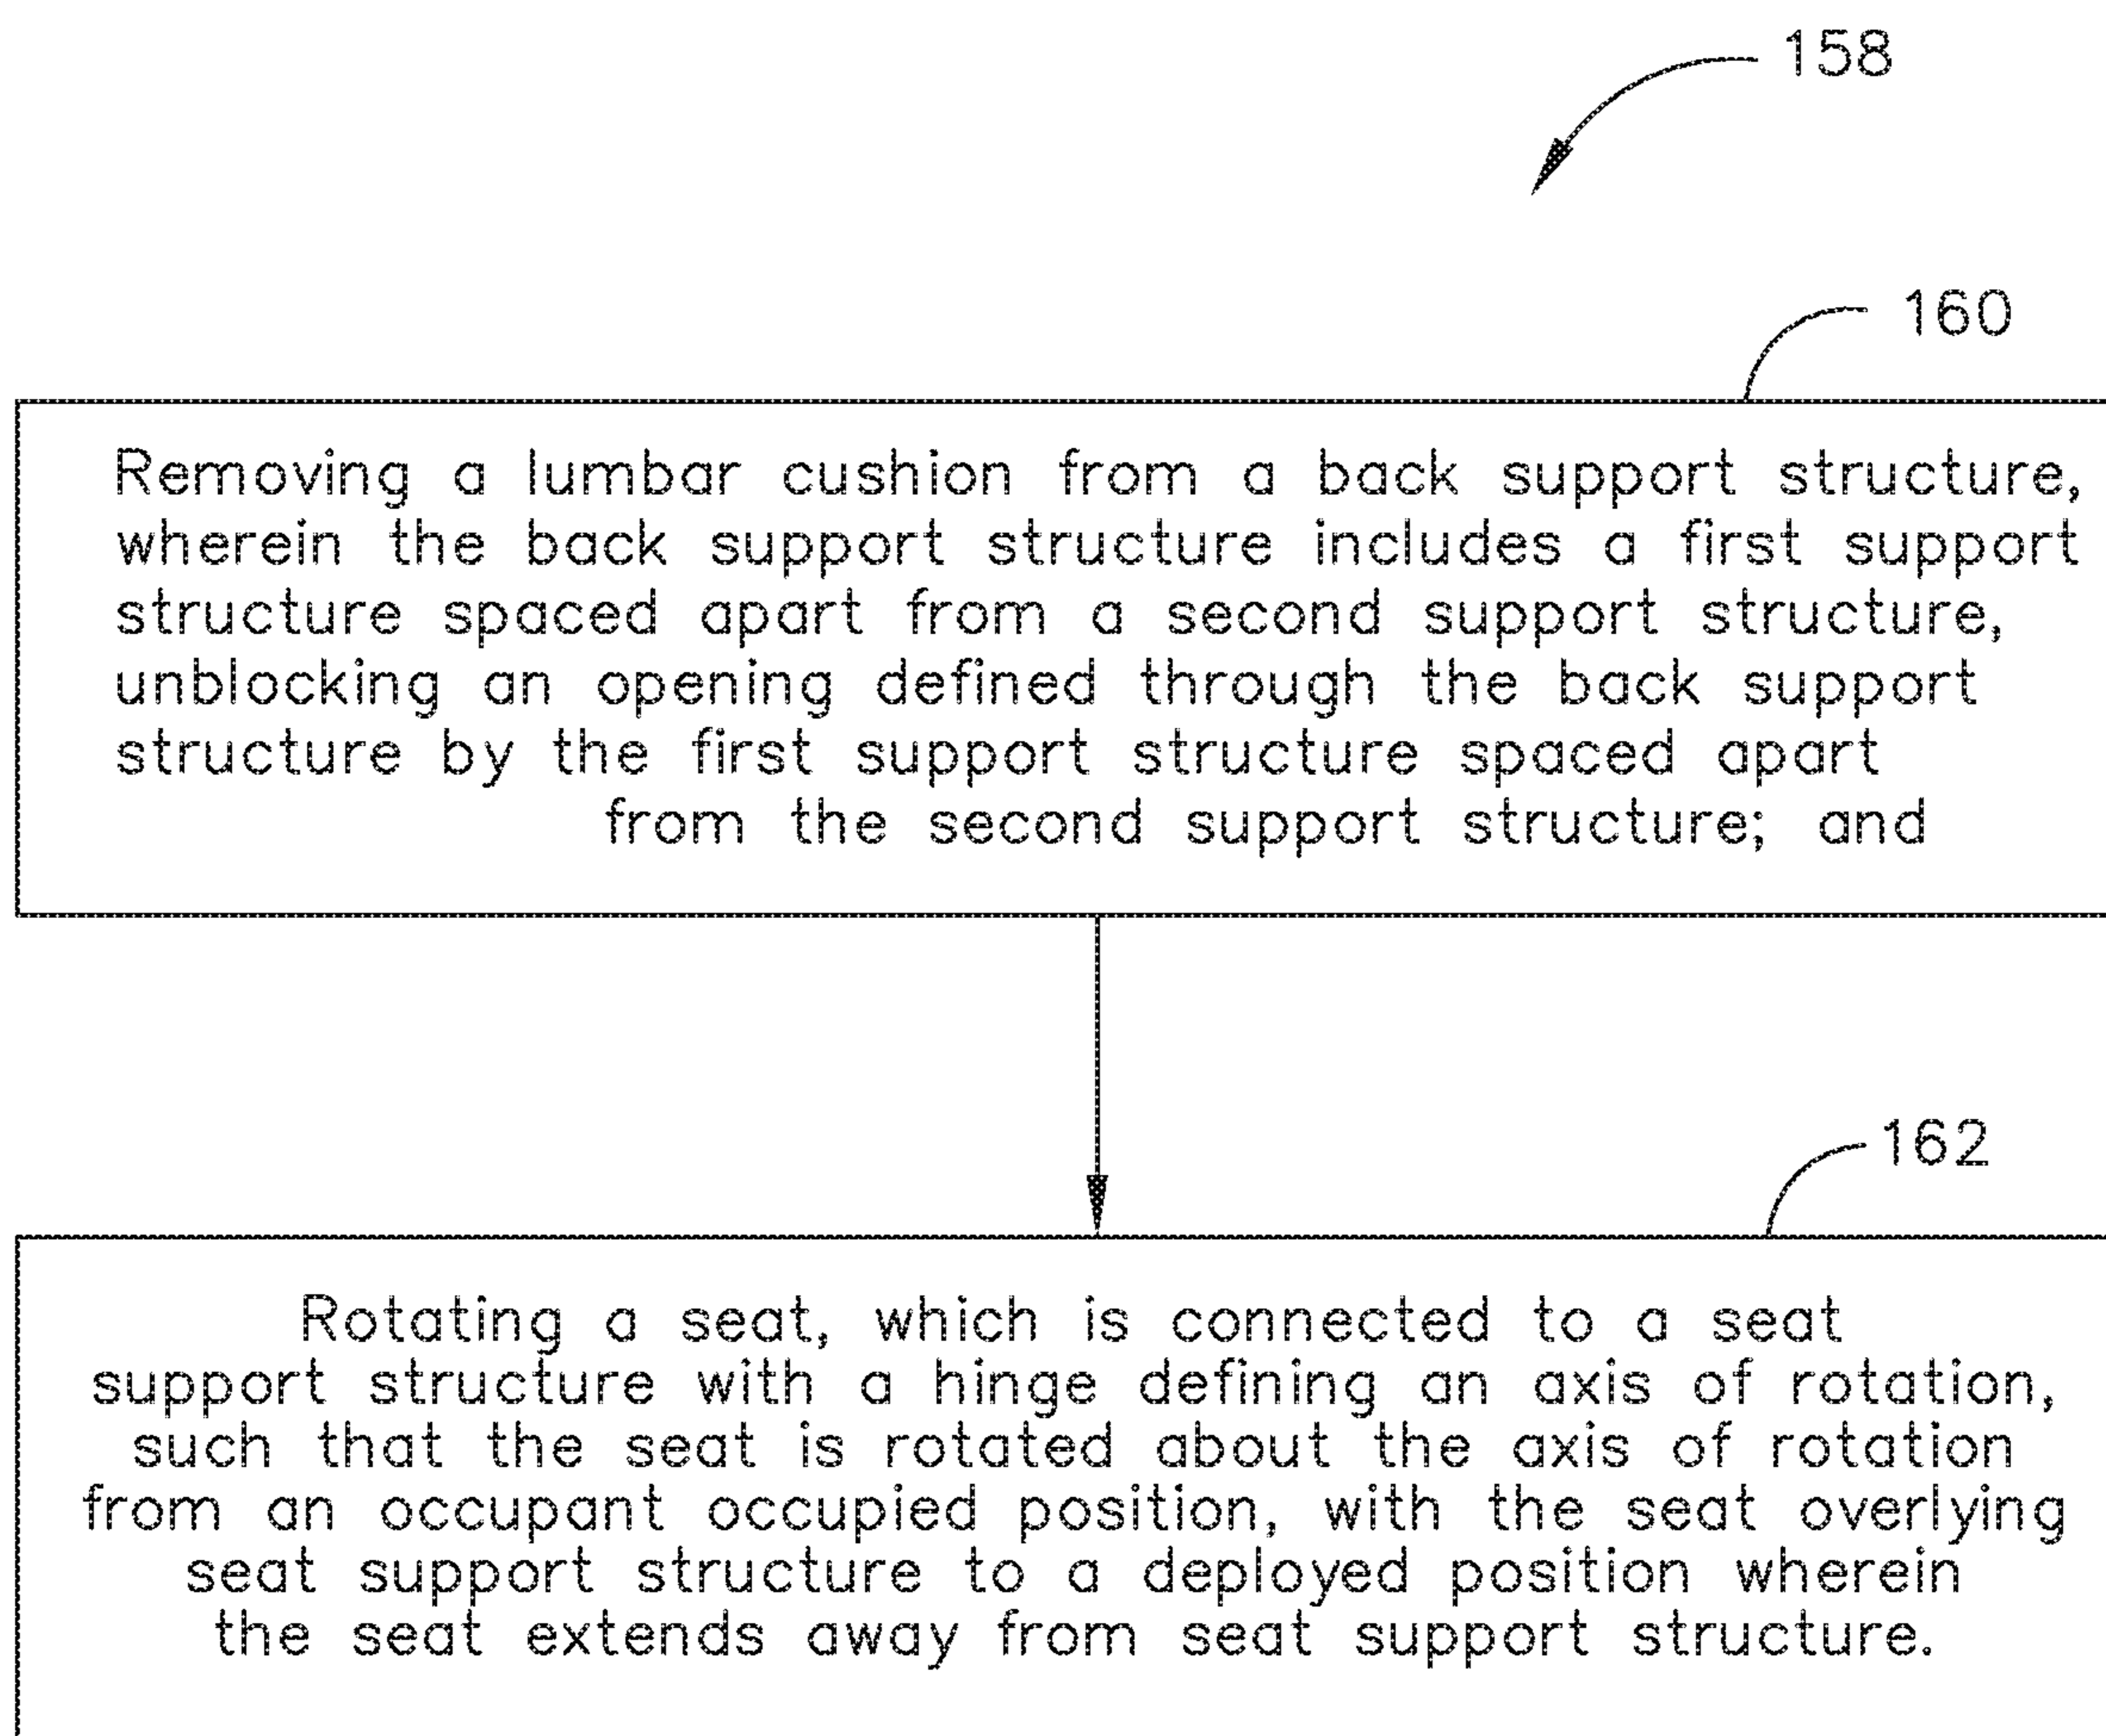 158
160
Removing a lumbar cushion from a back support structure,
wherein the back support structure includes a first support
structure spaced apart from a second support structure,
unblocking an opening defined through the back support
structure by the first support structure spaced apart
from the second support structure; and
162
Rotating a seat, which is connected to a seat
support structure with a hinge defining an axis of rotation,
such that the seat is rotated about the axis of rotation
from an occupant occupied position, with the seat overlying
seat support structure to a deployed position wherein
the seat extends away from seat support structure.